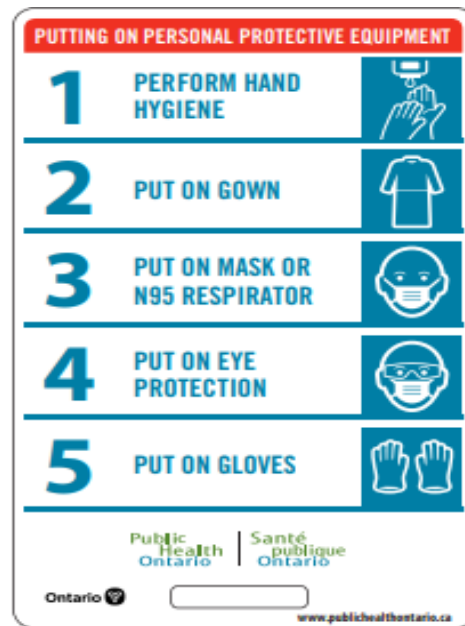 PUTTING ON PERSONAL PROTECTIVE EQUIPMENT
1
PERFORM HAND
HYGIENE
2
PUT ON GOWN
3
PUT ON MASK OR
N95 RESPIRATOR
4
PUT ON EYE
PROTECTION
5
PUT ON GLOVES
Public
Health
Ontario
Santé
publique
Ontario
Ontario
www.publichealthontario.ca